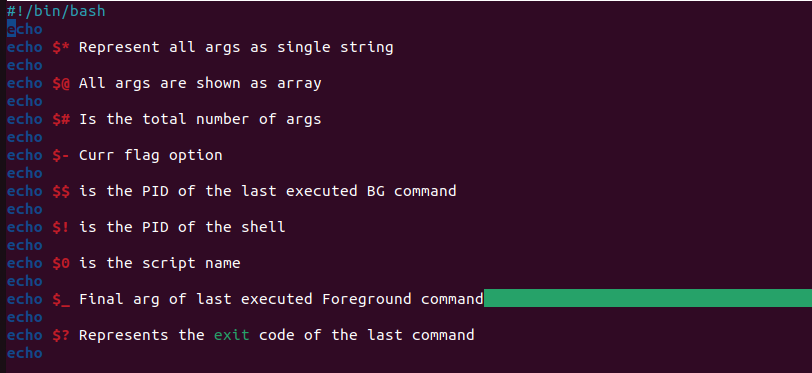 #!/bin/bash
echo
echo $* Represent all args as single string
echo
echo $@ All args are shown as array
echo
echo $# Is the total number of args
echo
echo $- Curr flag option
echo
echo $$ is the PID of the last executed BG command
echo
echo $! is the PID of the shell
echo
echo $0 is the script name
echo
echo $_ Final arg of last executed Foreground command
echo
echo $? Represents the exit code of the last command
echo